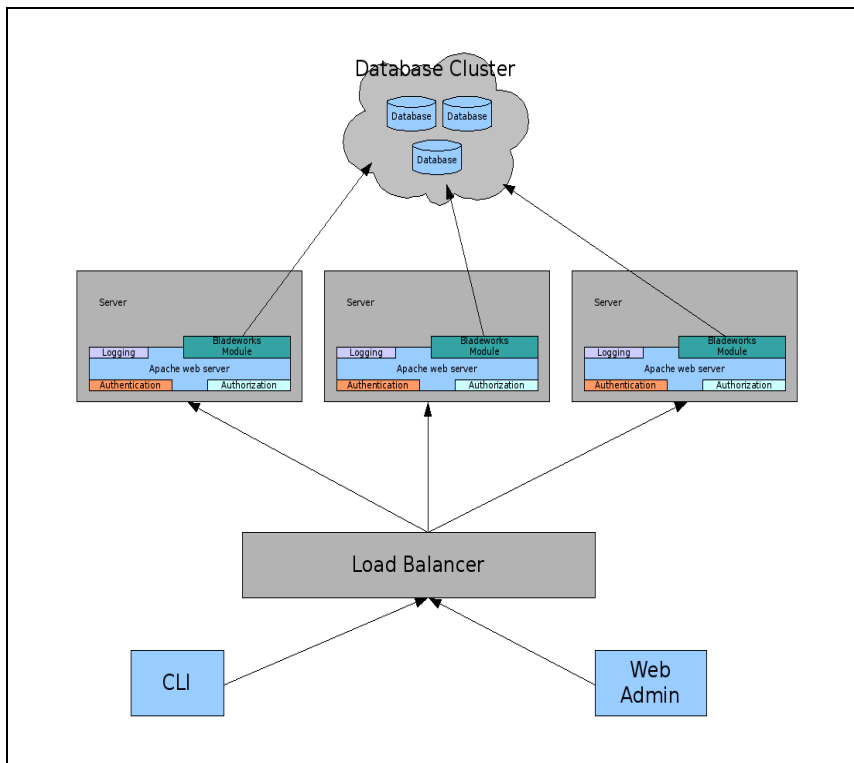 Database Cluster
Database
Database
Database
Server
Server
Server
Bladeworks
Module
Logging
Apache web server
Authentication
Authorization
Bladeworks
Module
Logging
Apache web server
Authentication
Authorization
Bladeworks
Module
Logging
Apache web server
Authentication
Authorization
Load Balancer
CLI
Web
Admin